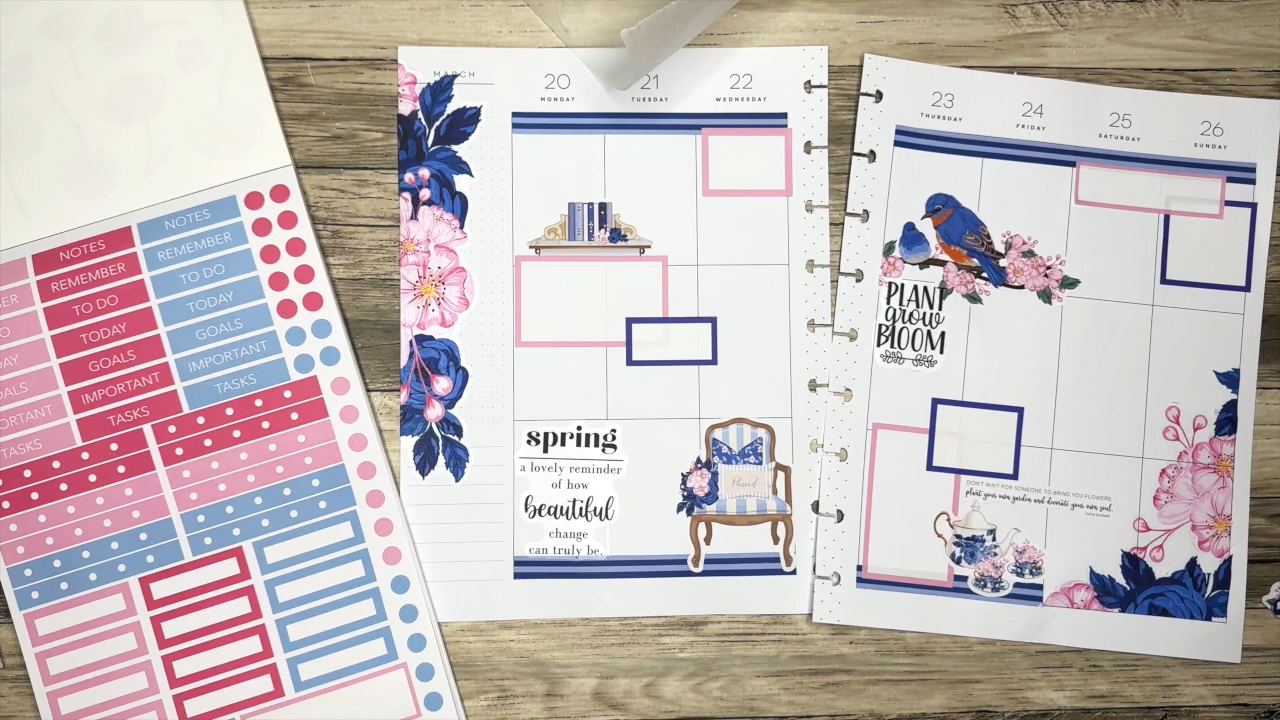 MARCH
20
MONDAY
21
TUESDAY
22
WEDNESDAY
23
THURSDAY
24
FRIDAY
25
SATURDAY
26
SUNDAY
spring
a lovely reminder
of how
beautiful
change
can truly be.
PLANT
grow
BLOOM
DON'T WAIT FOR SOMEONE TO BRING YOU FLOWERS
plant your own garden and decorate your own soul.
NOTES
REMEMBER
TO DO
TODAY
GOALS
IMPORTANT
TASKS
NOTES
REMEMBER
TO DO
TODAY
GOALS
IMPORTANT
TASKS
TASKS